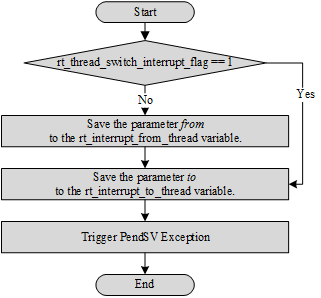 Start
rt_thread_switch_interrupt_flag == 1
No
Yes
Save the parameter from
to the rt_interrupt_from_thread variable.
Save the parameter to
to the rt_interrupt_to_thread variable.
Trigger PendSV Exception
End